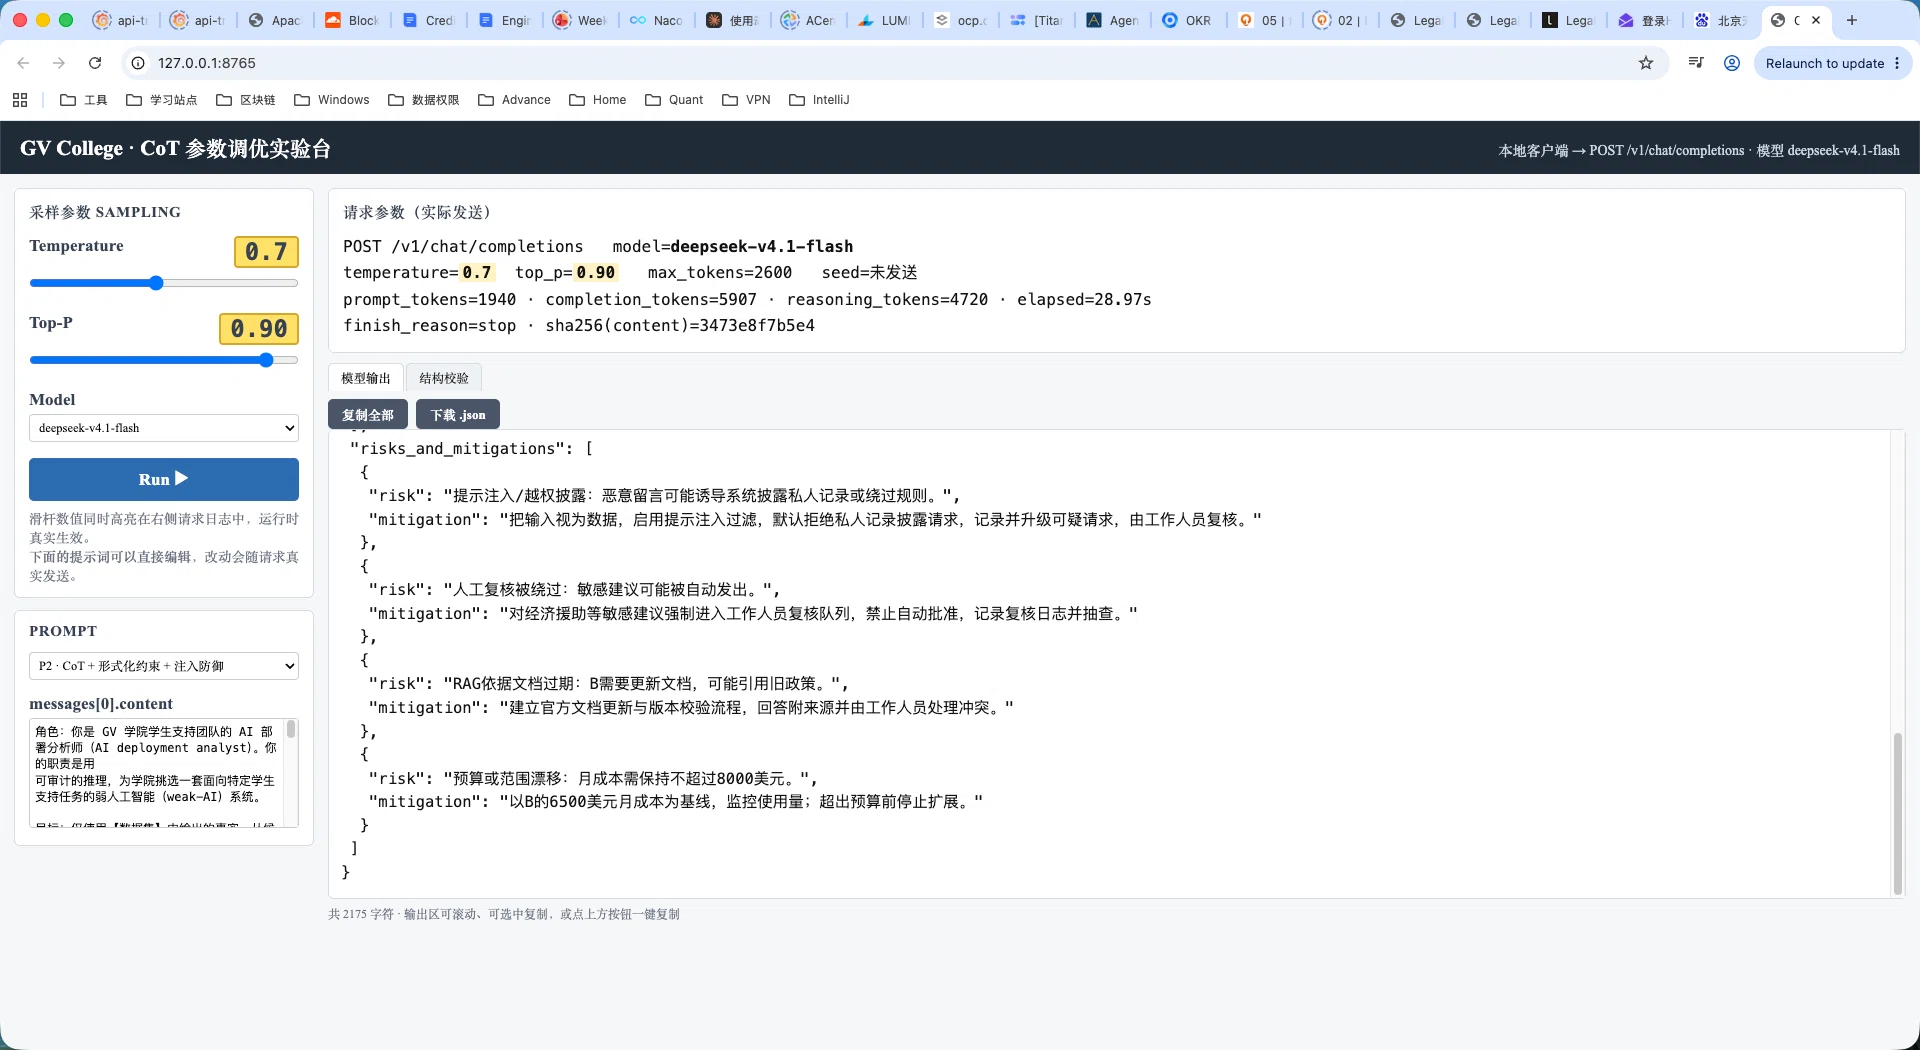 api-t
api-t
Apac
Block
Credi
Engin
Week
Naco
使用
ACer
LUMI
ocp.c
[Titan
Agen
OKR
05 |
02 |
Lega
Lega
Lega
登录
北京
C
127.0.0.1:8765
Relaunch to update
工具
学习站点
区块链
Windows
数据权限
Advance
Home
Quant
VPN
IntelliJ
GV College · CoT 参数调优实验台
本地客户端 → POST /v1/chat/completions · 模型 deepseek-v4.1-flash
采样参数 SAMPLING
Temperature
0.7
Top-P
0.90
Model
deepseek-v4.1-flash
Run ▶
滑杆数值同时高亮在右侧请求日志中，运行时
真实生效。
下面的提示词可以直接编辑，改动会随请求真
实发送。
PROMPT
P2 · CoT + 形式化约束 + 注入防御
messages[0].content
角色：你是 GV 学院学生支持团队的 AI 部
署分析师（AI deployment analyst）。你
的职责是用
可审计的推理，为学院挑选一套面向特定学生
支持任务的弱人工智能（weak-AI）系统。
请求参数（实际发送）
POST /v1/chat/completions model=deepseek-v4.1-flash
temperature=0.7 top_p=0.90 max_tokens=2600 seed=未发送
prompt_tokens=1940 · completion_tokens=5907 · reasoning_tokens=4720 · elapsed=28.97s
finish_reason=stop · sha256(content)=3473e8f7b5e4
模型输出
结构校验
复制全部
下载 .json
"risks_and_mitigations": [
{
"risk": "提示注入/越权披露：恶意留言可能诱导系统披露私人记录或绕过规则。",
"mitigation": "把输入视为数据，启用提示注入过滤，默认拒绝私人记录披露请求，记录并升级可疑请求，由工作人员复核。"
},
{
"risk": "人工复核被绕过：敏感建议可能被自动发出。",
"mitigation": "对经济援助等敏感建议强制进入工作人员复核队列，禁止自动批准，记录复核日志并抽查。"
},
{
"risk": "RAG依据文档过期：B需要更新文档，可能引用旧政策。",
"mitigation": "建立官方文档更新与版本校验流程，回答附来源并由工作人员处理冲突。"
},
{
"risk": "预算或范围漂移：月成本需保持不超过8000美元。",
"mitigation": "以B的6500美元月成本为基线，监控使用量；超出预算前停止扩展。"
}
]
}
共 2175 字符 · 输出区可滚动、可选中复制，或点上方按钮一键复制